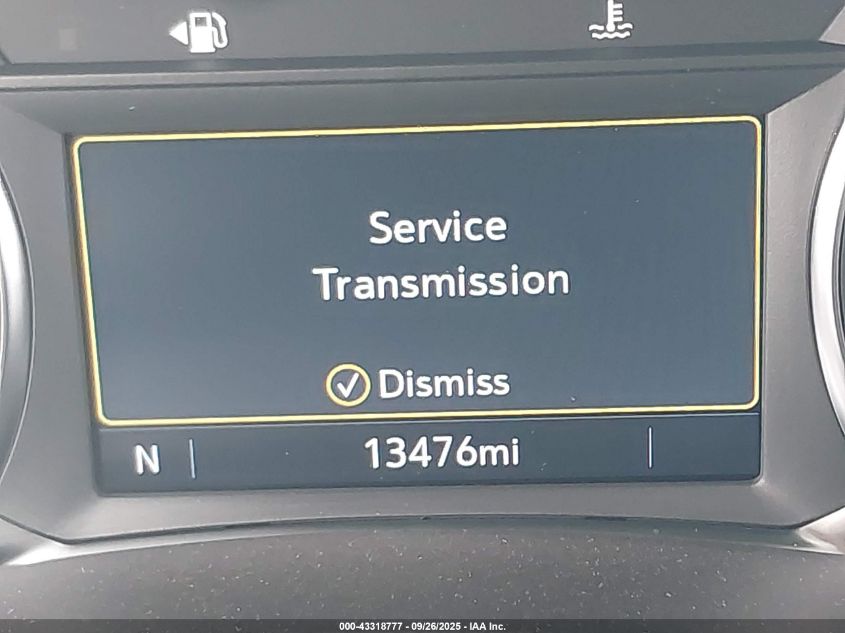 Service
Transmission
Dismiss
N 13476mi
000-43318777 - 09/26/2025 - IAA Inc.